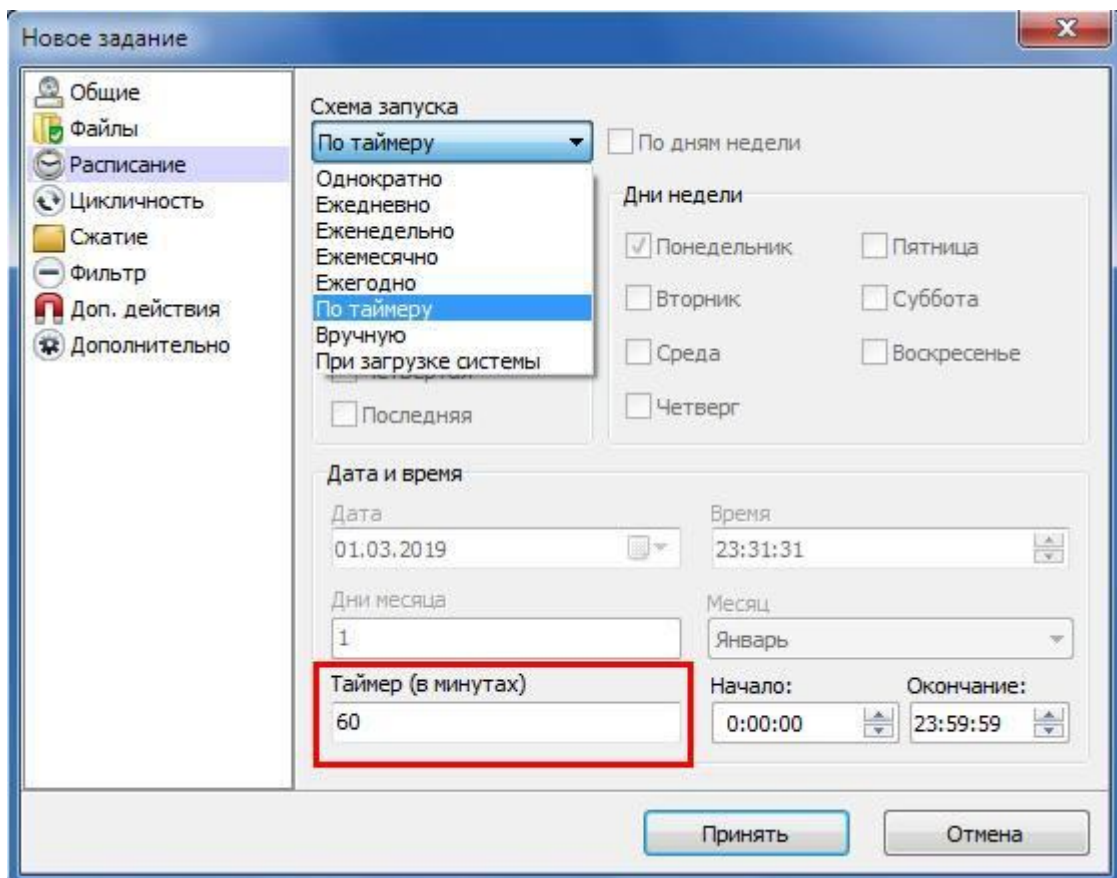 Новое задание
Общие
Файлы
Расписание
Цикличность
Сжатие
Фильтр
Доп. действия
Дополнительно
Схема запуска
По таймеру
По дням недели
Однократно
Ежедневно
Еженедельно
Ежемесячно
Ежегодно
По таймеру
Вручную
При загрузке системы
Последняя
Дни недели
Понедельник
Пятница
Вторник
Суббота
Среда
Воскресенье
Четверг
Дата и время
Дата
Время
01.03.2019
23:31:31
Дни месяца
Месяц
1
Январь
Таймер (в минутах)
Начало:
Окончание:
60
0:00:00
23:59:59
Принять
Отмена